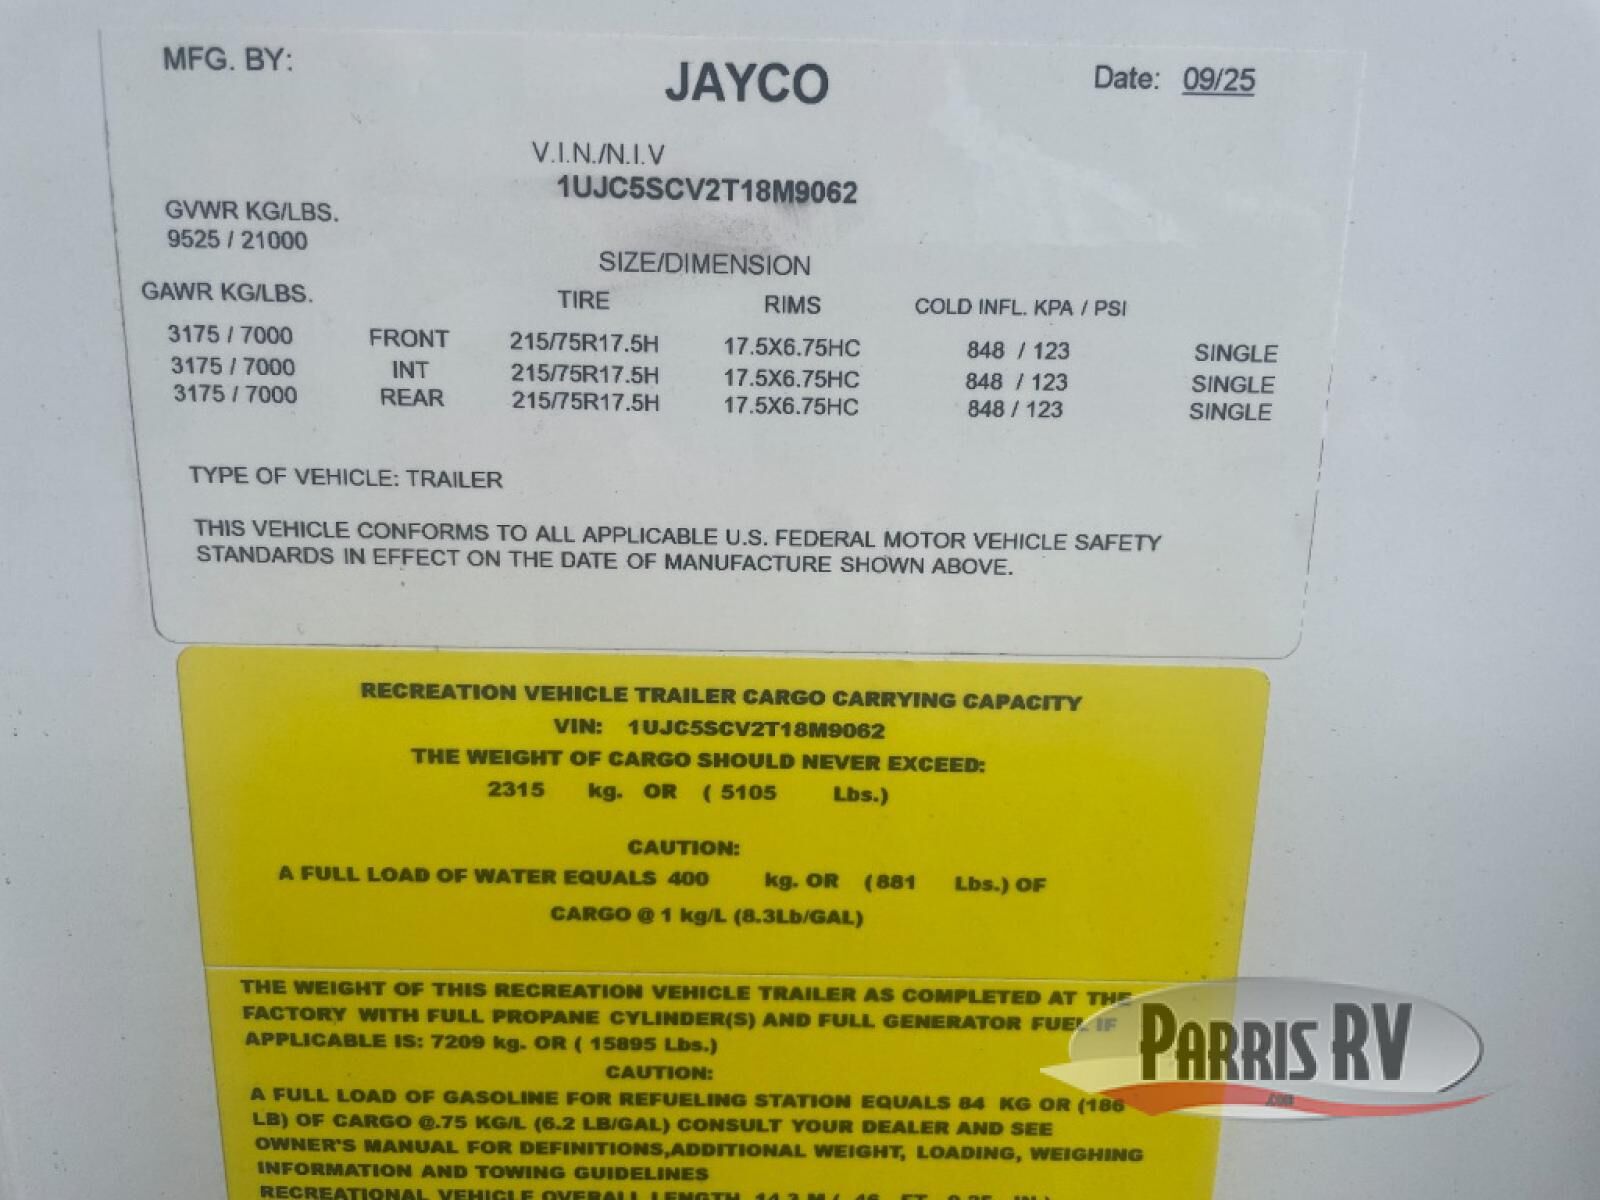 MFG. BY: JAYCO Date: 09/25
V.I.N./N.I.V
1UJC5SCV2T18M9062
GVWR KG/LBS.
9525 / 21000
SIZE/DIMENSION
GAWR KG/LBS. TIRE RIMS COLD INFL. KPA / PSI
3175 / 7000 FRONT 215/75R17.5H 17.5X6.75HC 848 / 123 SINGLE
3175 / 7000 INT 215/75R17.5H 17.5X6.75HC 848 / 123 SINGLE
3175 / 7000 REAR 215/75R17.5H 17.5X6.75HC 848 / 123 SINGLE
TYPE OF VEHICLE: TRAILER
THIS VEHICLE CONFORMS TO ALL APPLICABLE U.S. FEDERAL MOTOR VEHICLE SAFETY
STANDARDS IN EFFECT ON THE DATE OF MANUFACTURE SHOWN ABOVE.
RECREATION VEHICLE TRAILER CARGO CARRYING CAPACITY
VIN: 1UJC5SCV2T18M9062
THE WEIGHT OF CARGO SHOULD NEVER EXCEED:
2315 kg. OR ( 5105 Lbs.)
CAUTION:
A FULL LOAD OF WATER EQUALS 400 kg. OR (881 Lbs.) OF
CARGO @ 1 kg/L (8.3Lb/GAL)
THE WEIGHT OF THIS RECREATION VEHICLE TRAILER AS COMPLETED AT THE
FACTORY WITH FULL PROPANE CYLINDER(S) AND FULL GENERATOR FUEL IF
APPLICABLE IS: 7209 kg. OR ( 15895 Lbs.)
CAUTION:
A FULL LOAD OF GASOLINE FOR REFUELING STATION EQUALS 84 KG OR (186
LB) OF CARGO @.75 KG/L (6.2 LB/GAL) CONSULT YOUR DEALER AND SEE
OWNER'S MANUAL FOR DEFINITIONS,ADDITIONAL WEIGHT, LOADING, WEIGHING
INFORMATION AND TOWING GUIDELINES
RECREATIONAL VEHICLE OVERALL LENGTH
PARRIS RV
.com